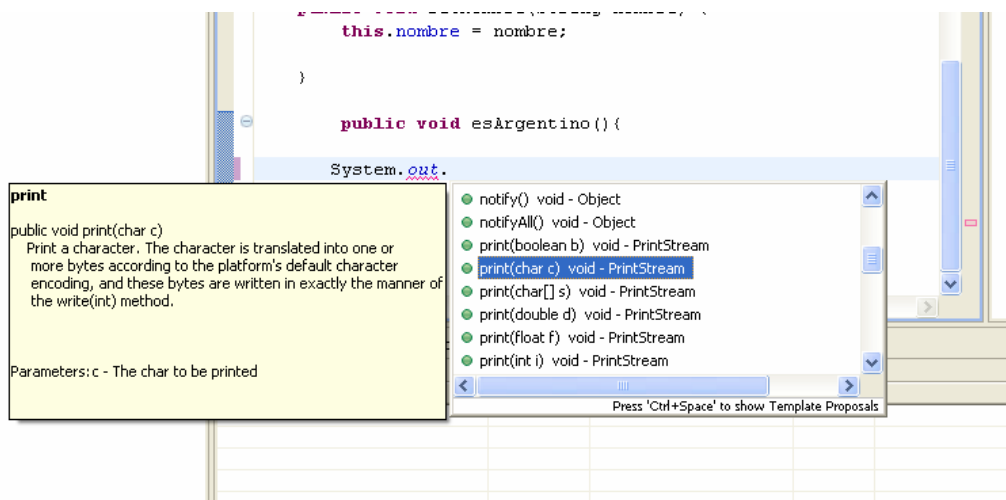 this.nombre = nombre;
}
public void esArgentino(){
System.out.
print
public void print(char c)
Print a character. The character is translated into one or
more bytes according to the platform's default character
encoding, and these bytes are written in exactly the manner of
the write(int) method.
Parameters:c - The char to be printed
notify() void - Object
notifyAll() void - Object
print(boolean b) void - PrintStream
print(char c) void - PrintStream
print(char[] s) void - PrintStream
print(double d) void - PrintStream
print(float f) void - PrintStream
print(int i) void - PrintStream
Press 'Ctrl+Space' to show Template Proposals